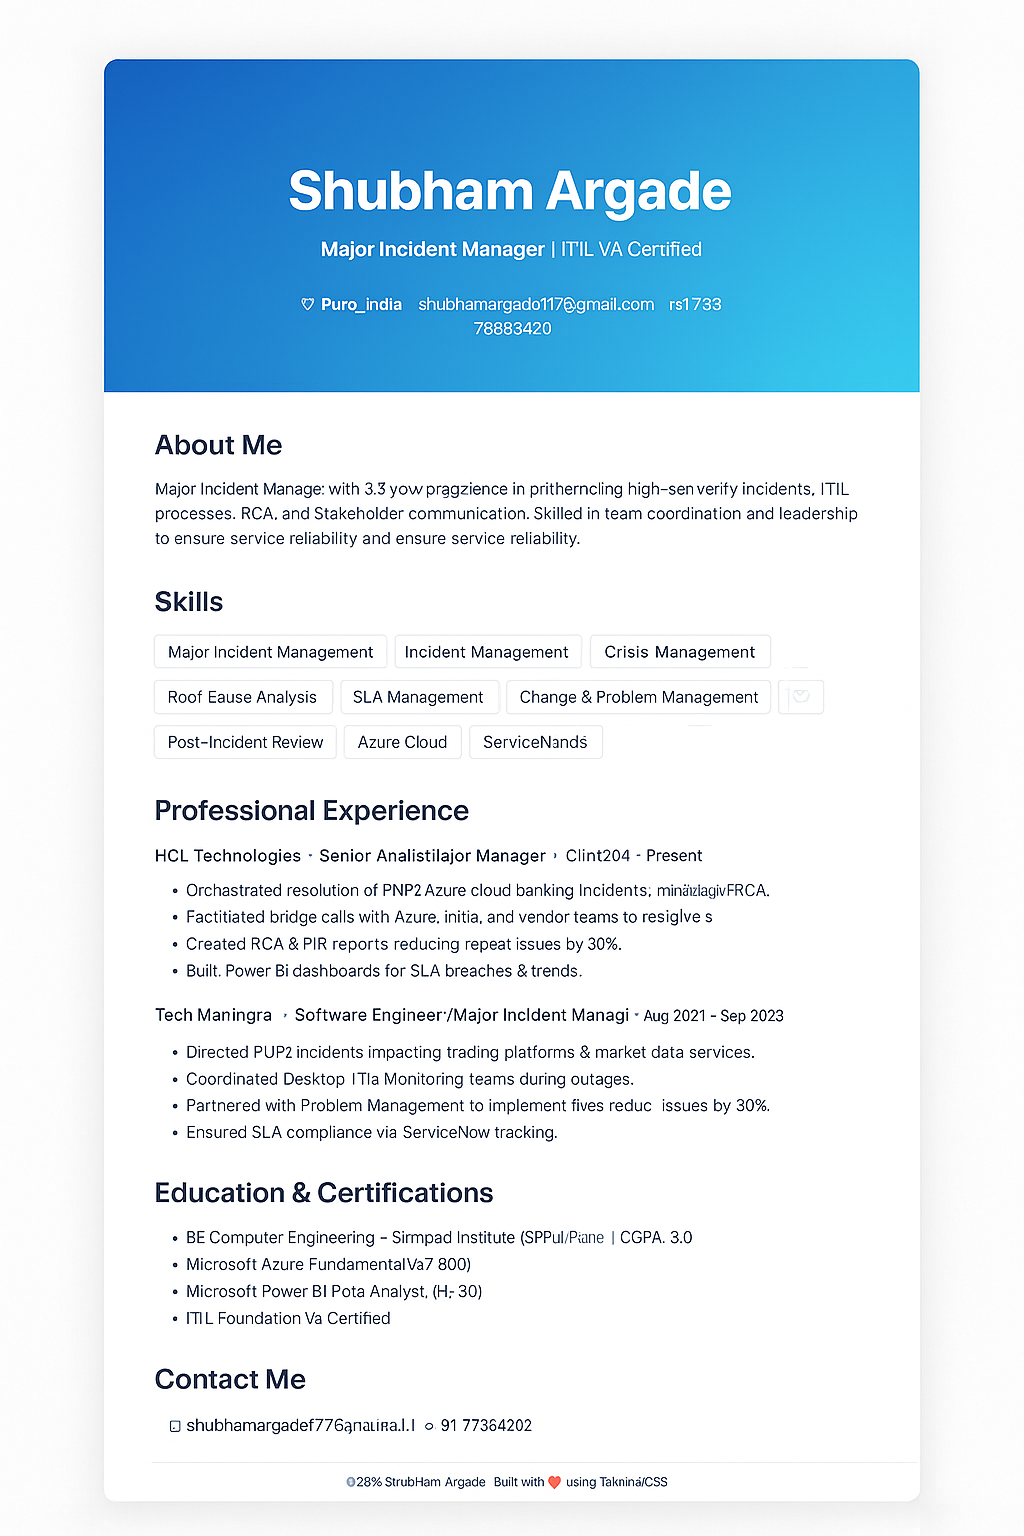 Shubham Argade
Major Incident Manager | ITIL VA Certified
Puro_india shubhamargado1176@gmail.com rs1733
78883420
About Me
Major Incident Manage: with 3.3 yow pragzience in pritherncling high-sen verify incidents, ITIL
processes. RCA, and Stakeholder communication. Skilled in team coordination and leadership
to ensure service reliability and ensure service reliability.
Skills
Major Incident Management Incident Management Crisis Management
Roof Eause Analysis SLA Management Change & Problem Management
Post-Incident Review Azure Cloud ServiceNands
Professional Experience
HCL Technologies · Senior Analistilajor Manager › Clint204 - Present
• Orchastrated resolution of PNP2 Azure cloud banking Incidents;
• Factitiated bridge calls with Azure, initia, and vendor teams to resiglve s
• Created RCA & PIR reports reducing repeat issues by 30%.
• Built. Power Bi dashboards for SLA breaches & trends.
Tech Maningra › Software Engineer/Major Incldent Managi · Aug 2021 - Sep 2023
• Directed PUP2 incidents impacting trading platforms & market data services.
• Coordinated Desktop ITIa Monitoring teams during outages.
• Partnered with Problem Management to implement fives reduc issues by 30%.
• Ensured SLA compliance via ServiceNow tracking.
Education & Certifications
• BE Computer Engineering – Sirmpad Institute (SPPul/Piane | CGPA. 3.0
• Microsoft Azure FundamentalVa7 800)
• Microsoft Power BI Pota Analyst, (H,- 30)
• ITIL Foundation Va Certified
Contact Me
91 77364202
28% StrubHam Argade Built with ❤ using Taknina/CSS